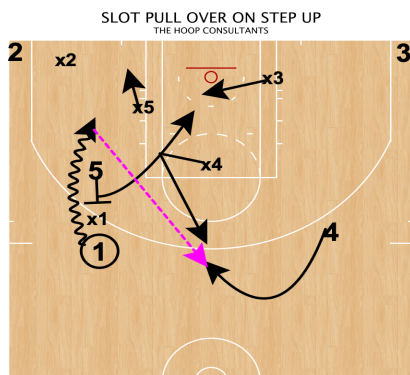 SLOT PULL OVER ON STEP UP
THE HOOP CONSULTANTS
2
3
x2
x3
x5
x4
5
x1
4
1